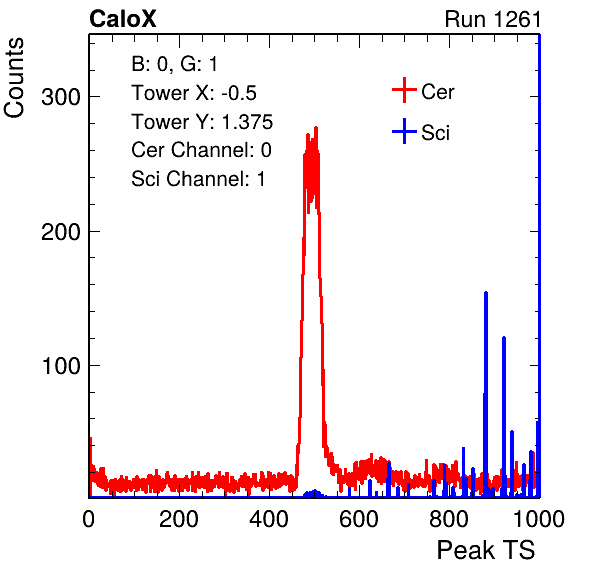 CaloX Run 1261
Counts
B: 0, G: 1
Tower X: -0.5
Tower Y: 1.375
Cer Channel: 0
Sci Channel: 1
Cer
Sci
300
200
100
0 200 400 600 800 1000
Peak TS